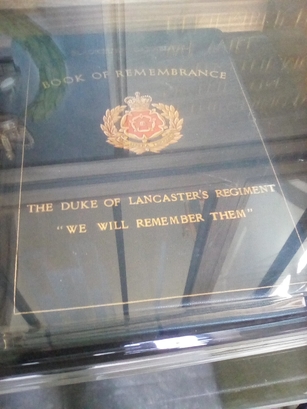 BOOK OF REMEMBRANCE
THE DUKE OF LANCASTER'S REGIMENT
"WE WILL REMEMBER THEM"